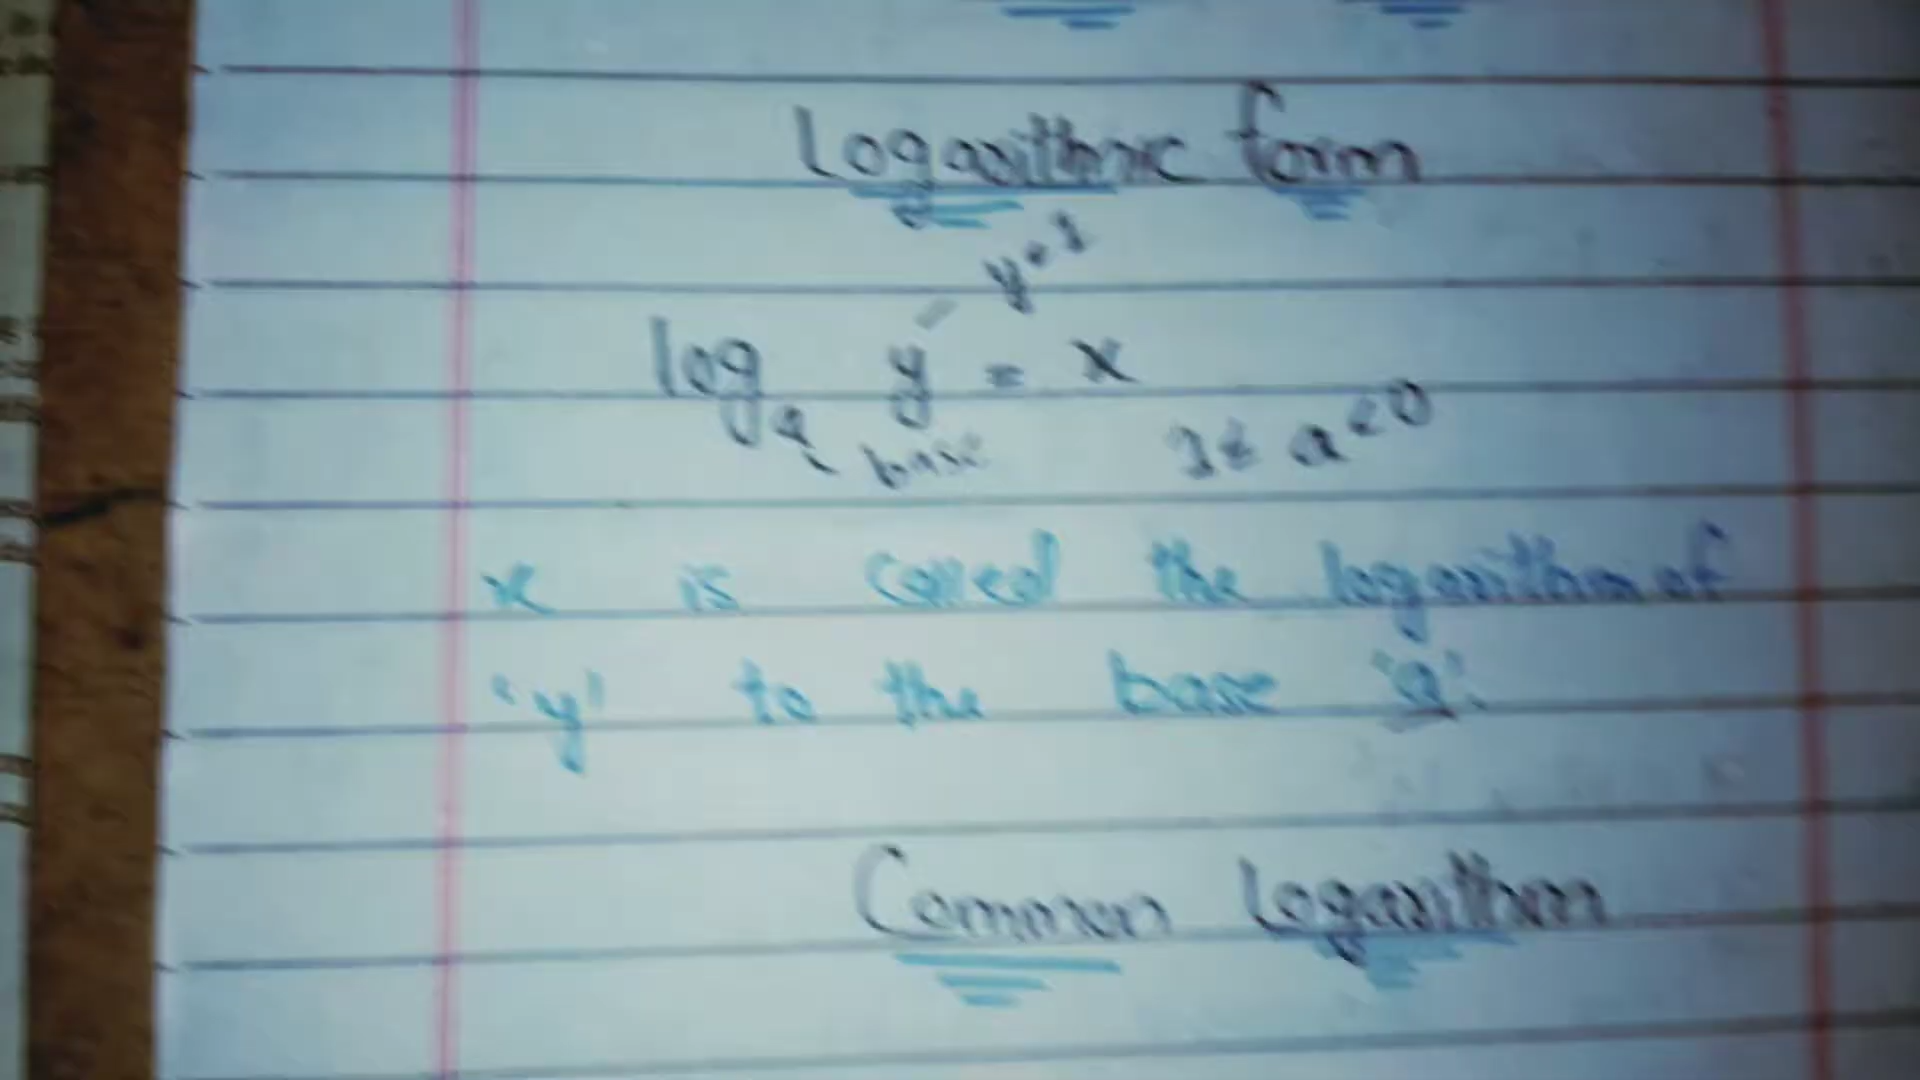 Logarithmic form
log a y = x
base
x is called the logarithm of
'y' to the base 'a'.
Common Logarithm